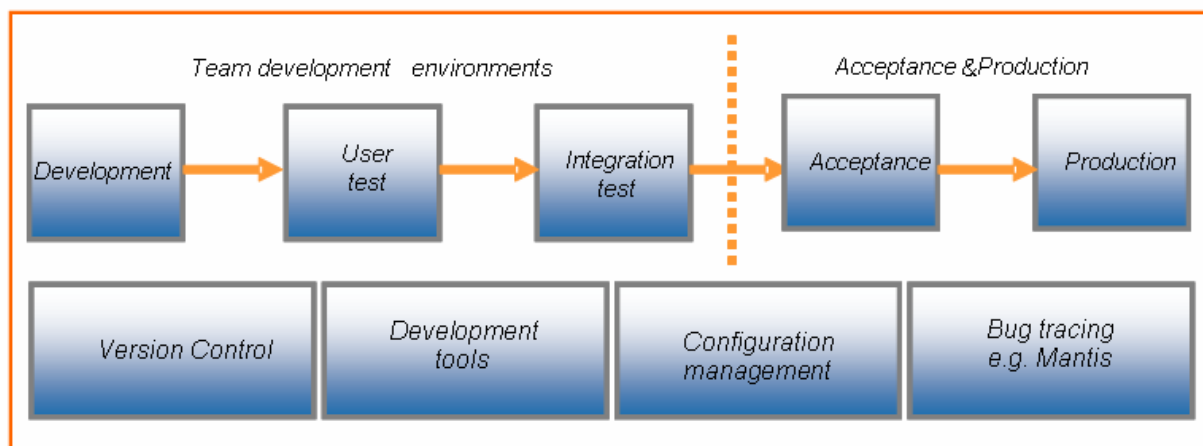 Team development environments
Acceptance &Production
Development
User
test
Integration
test
Acceptance
Production
Version Control
Development
tools
Configuration
management
Bug tracing
e.g. Mantis